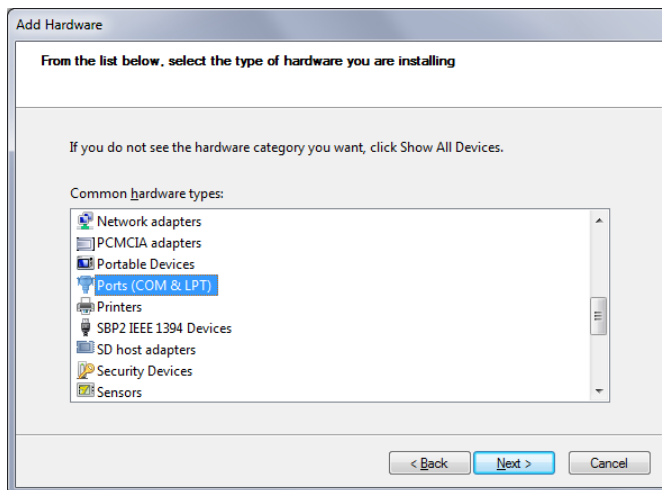 Add Hardware
From the list below, select the type of hardware you are installing
If you do not see the hardware category you want, click Show All Devices.
Common hardware types:
Network adapters
PCMCIA adapters
Portable Devices
Ports (COM & LPT)
Printers
SBP2 IEEE 1394 Devices
SD host adapters
Security Devices
Sensors
< Back Next > Cancel